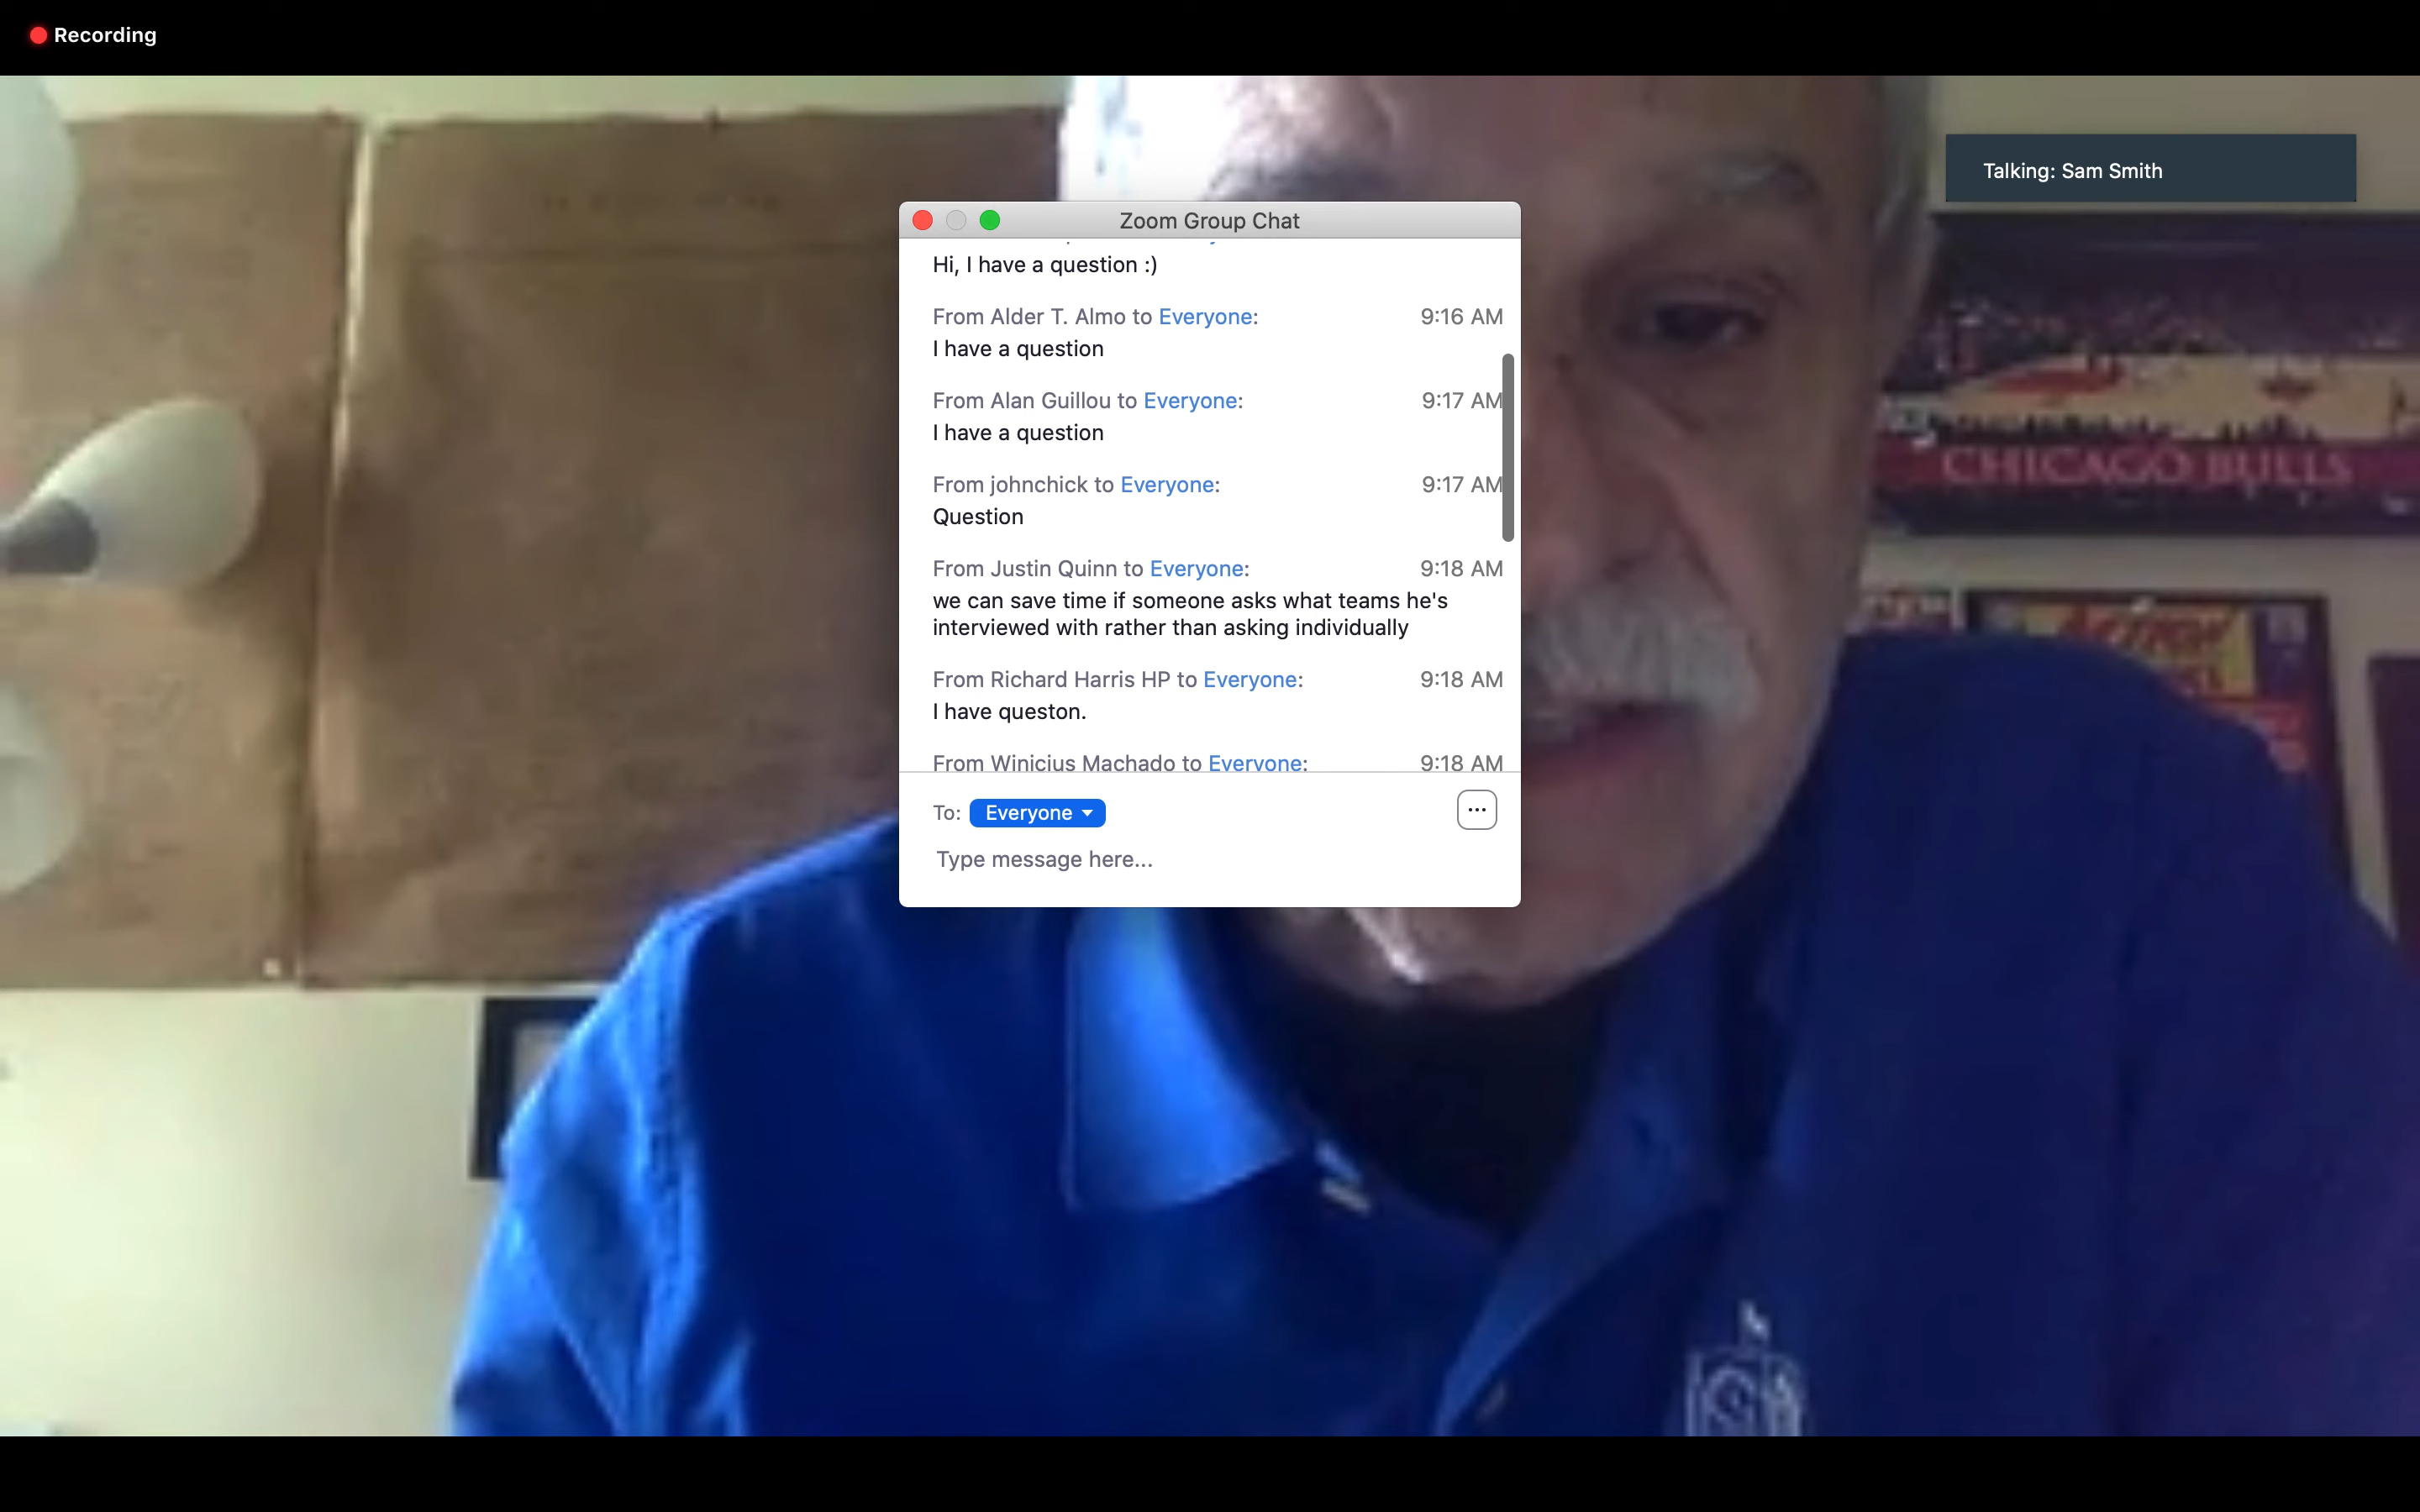 Recording
Talking: Sam Smith
Zoom Group Chat
Hi, I have a question :)
From Alder T. Almo to Everyone: 9:16 AM
I have a question
From Alan Guillou to Everyone: 9:17 AM
I have a question
From johnchick to Everyone: 9:17 AM
Question
From Justin Quinn to Everyone: 9:18 AM
we can save time if someone asks what teams he's
interviewed with rather than asking individually
From Richard Harris HP to Everyone: 9:18 AM
I have queston.
From Winicius Machado to Everyone: 9:18 AM
To: Everyone
Type message here...
CHICAGO BULLS